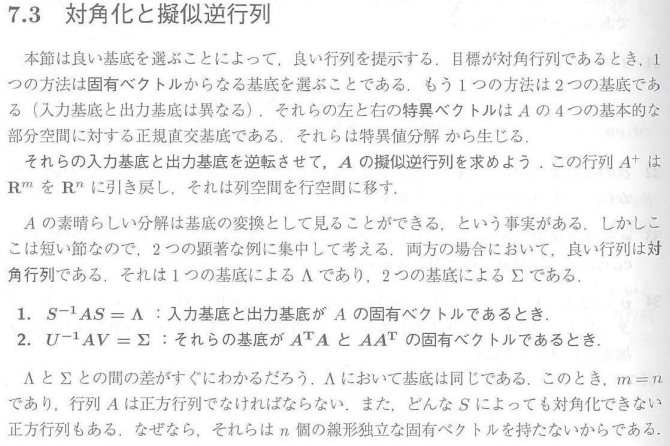 7.3 対角化と擬似逆行列
本節は良い基底を選ぶことによって，良い行列を提示する．目標が対角行列であるとき，1
つの方法は固有ベクトルからなる基底を選ぶことである．もう1つの方法は2つの基底であ
る（入力基底と出力基底は異なる）．それらの左と右の特異ベクトルは A の4つの基本的な
部分空間に対する正規直交基底である．それらは特異値分解 から生じる．
それらの入力基底と出力基底を逆転させて，A の擬似逆行列を求めよう．この行列 A⁺ は
Rᵐ を Rⁿ に引き戻し，それは列空間を行空間に移す．
A の素晴らしい分解は基底の変換として見ることができる，という事実がある．しかしこ
こは短い節なので，2つの顕著な例に集中して考える．両方の場合において，良い行列は対
角行列である．それは1つの基底による Λ であり，2つの基底による Σ である．
1. S⁻¹AS = Λ ：入力基底と出力基底が A の固有ベクトルであるとき．
2. U⁻¹AV = Σ ：それらの基底が AᵀA と AAᵀ の固有ベクトルであるとき．
Λ と Σ との間の差がすぐにわかるだろう．Λ において基底は同じである．このとき，m = n
であり，行列 A は正方行列でなければならない．また，どんな S によっても対角化できない
正方行列もある．なぜなら，それらは n 個の線形独立な固有ベクトルを持たないからである．